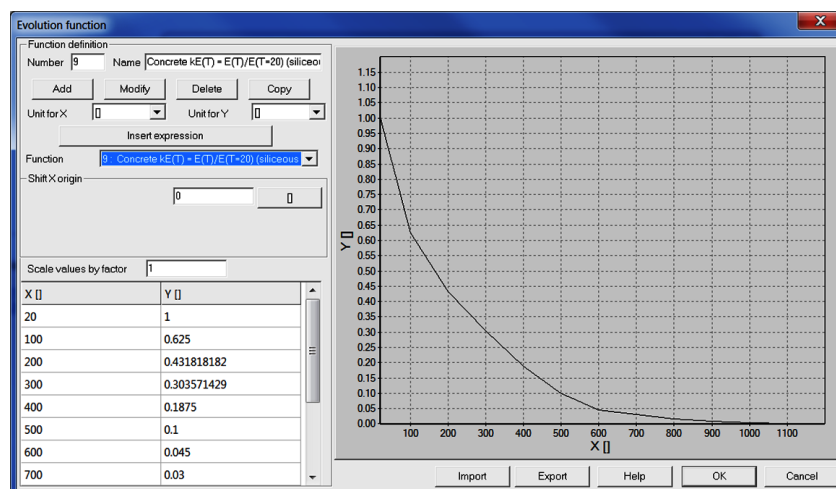 Evolution function
X
Function definition
Number 9 Name Concrete kE(T) = E(T)/E(T=20) (siliceou
Add Modify Delete Copy
Unit for X [] Unit for Y []
Insert expression
Function 9 : Concrete kE(T) = E(T)/E(T=20) (siliceous
Shift X origin
0 []
Scale values by factor 1
X [] Y []
20 1
100 0.625
200 0.431818182
300 0.303571429
400 0.1875
500 0.1
600 0.045
700 0.03
1.15
1.10
1.05
1.00
0.95
0.90
0.85
0.80
0.75
0.70
0.65
0.60
0.55
0.50
0.45
0.40
0.35
0.30
0.25
0.20
0.15
0.10
0.05
0.00
Y []
100 200 300 400 500 600 700 800 900 1000 1100
X []
Import Export Help OK Cancel